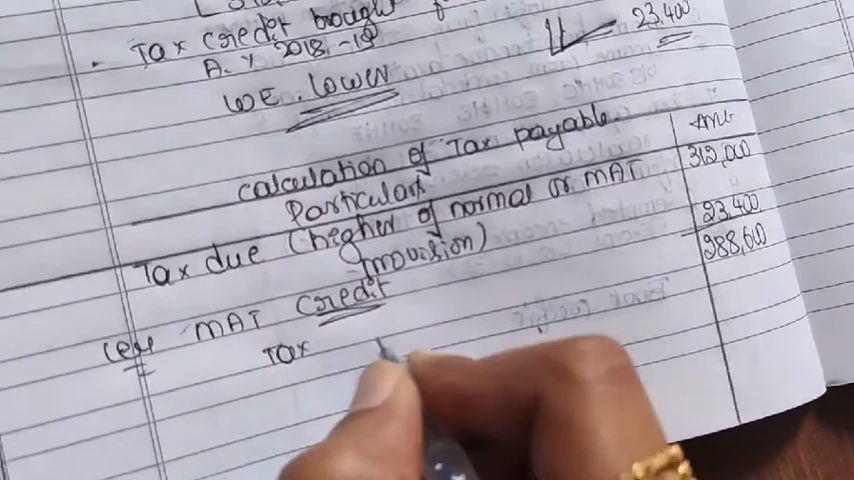 Tax credit brought
A.Y 2018-19 23,400
W.E. lower
calculation of Tax payable.
Particulars Amt
Tax due (higher of normal or MAT 312,000
provision)
Less MAT Credit 23,400
Tax 288,600